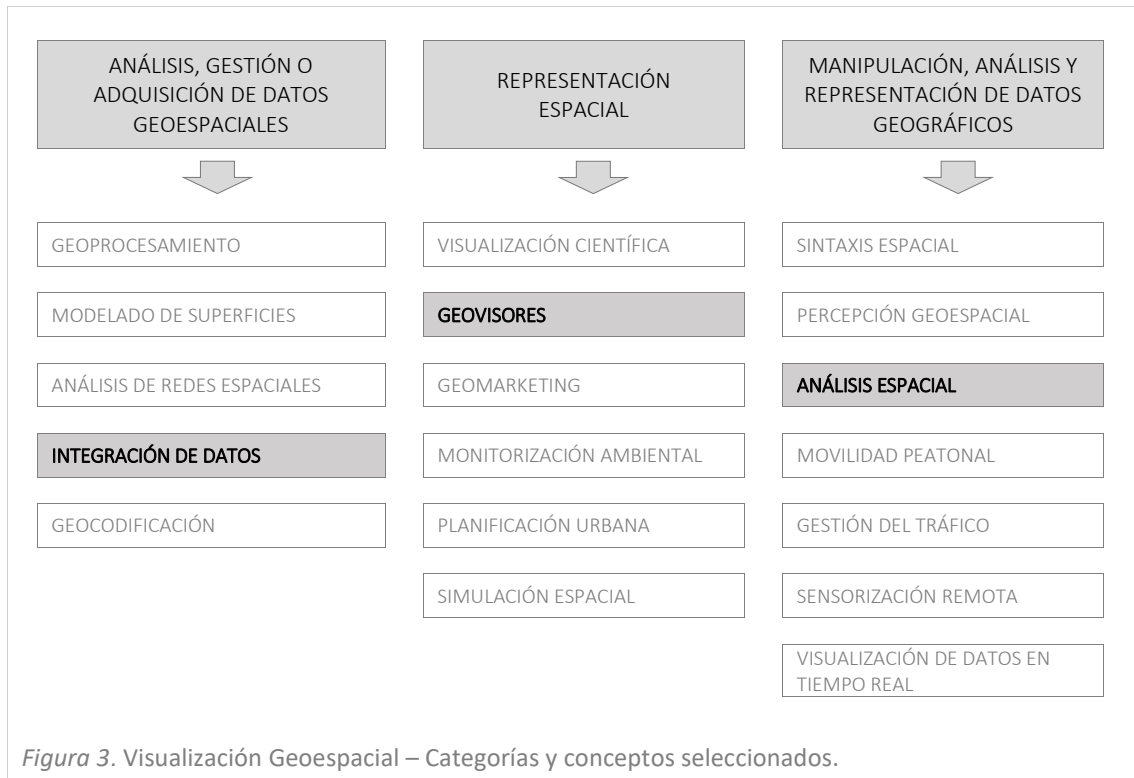 ANÁLISIS, GESTIÓN O
ADQUISICIÓN DE DATOS
GEOESPACIALES
GEOPROCESAMIENTO
MODELADO DE SUPERFICIES
ANÁLISIS DE REDES ESPACIALES
INTEGRACIÓN DE DATOS
GEOCODIFICACIÓN
REPRESENTACIÓN
ESPACIAL
VISUALIZACIÓN CIENTÍFICA
GEOVISORES
GEOMARKETING
MONITORIZACIÓN AMBIENTAL
PLANIFICACIÓN URBANA
SIMULACIÓN ESPACIAL
MANIPULACIÓN, ANÁLISIS Y
REPRESENTACIÓN DE DATOS
GEOGRÁFICOS
SINTAXIS ESPACIAL
PERCEPCIÓN GEOESPACIAL
ANÁLISIS ESPACIAL
MOVILIDAD PEATONAL
GESTIÓN DEL TRÁFICO
SENSORIZACIÓN REMOTA
VISUALIZACIÓN DE DATOS EN
TIEMPO REAL
Figura 3. Visualización Geoespacial – Categorías y conceptos seleccionados.